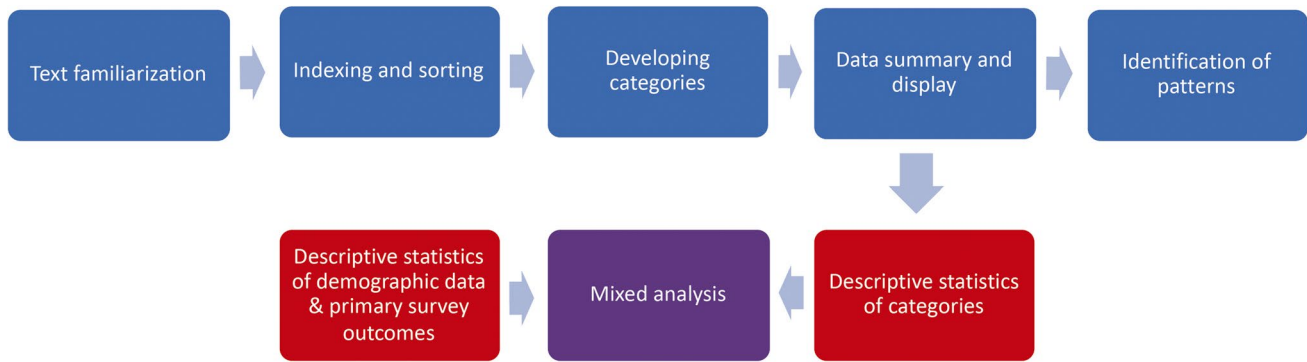 Text familiarization
Indexing and sorting
Developing
categories
Data summary and
display
Identification of
patterns
Descriptive statistics
of demographic data
& primary survey
outcomes
Mixed analysis
Descriptive statistics
of categories